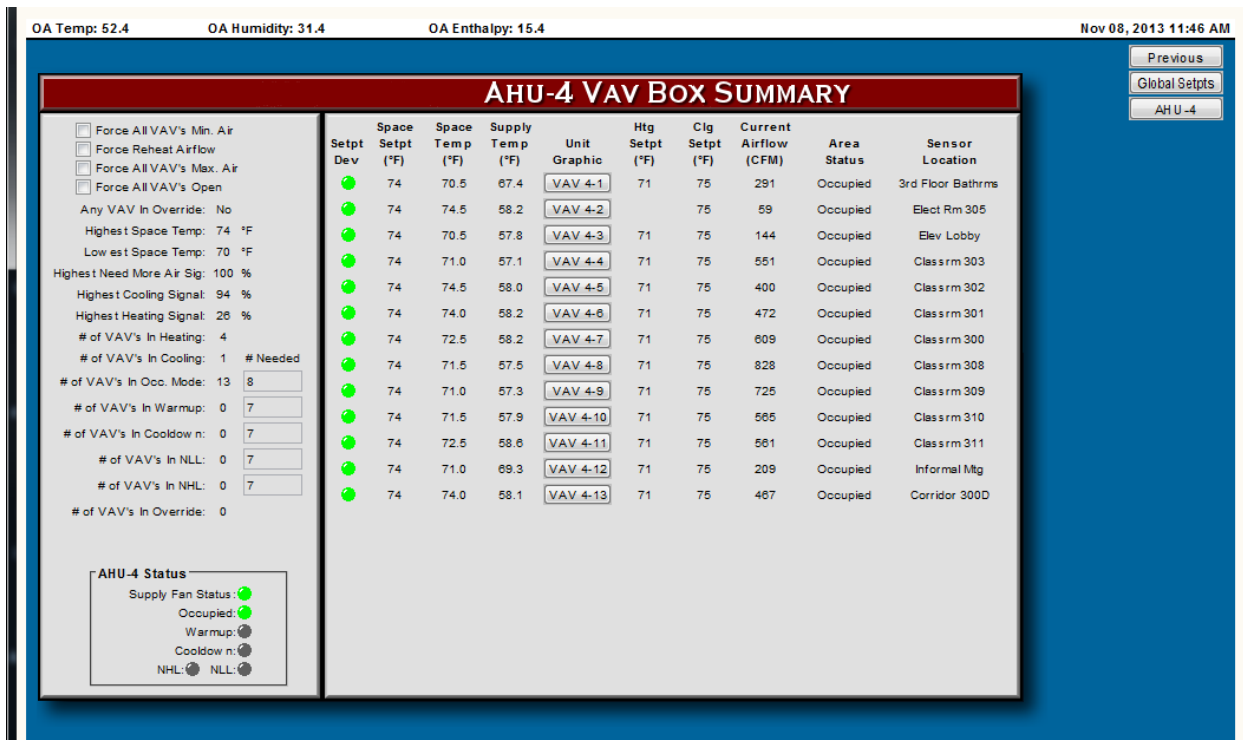 OA Temp: 52.4 OA Humidity: 31.4 OA Enthalpy: 15.4 Nov 08, 2013 11:46 AM
Previous
Global Setpts
AHU-4
AHU-4 VAV BOX SUMMARY
Force All VAV's Min. Air
Force Reheat Airflow
Force All VAV's Max. Air
Force All VAV's Open
Any VAV In Override: No
Highest Space Temp: 74 °F
Lowest Space Temp: 70 °F
Highest Need More Air Sig: 100 %
Highest Cooling Signal: 94 %
Highest Heating Signal: 26 %
# of VAV's In Heating: 4
# of VAV's In Cooling: 1 # Needed
# of VAV's In Occ. Mode: 13 8
# of VAV's In Warmup: 0 7
# of VAV's In Cooldown: 0 7
# of VAV's In NLL: 0 7
# of VAV's In NHL: 0 7
# of VAV's In Override: 0
AHU-4 Status
Supply Fan Status:
Occupied:
Warmup:
Cooldown:
NHL: NLL:
Space Space Supply Htg Clg Current
Setpt Setpt Temp Temp Unit Setpt Setpt Airflow Area Sensor
Dev (°F) (°F) (°F) Graphic (°F) (°F) (CFM) Status Location
74 70.5 67.4 VAV 4-1 71 75 291 Occupied 3rd Floor Bathrms
74 74.5 58.2 VAV 4-2 75 59 Occupied Elect Rm 305
74 70.5 57.8 VAV 4-3 71 75 144 Occupied Elev Lobby
74 71.0 57.1 VAV 4-4 71 75 551 Occupied Classrm 303
74 74.5 58.0 VAV 4-5 71 75 400 Occupied Classrm 302
74 74.0 58.2 VAV 4-6 71 75 472 Occupied Classrm 301
74 72.5 58.2 VAV 4-7 71 75 609 Occupied Classrm 300
74 71.5 57.5 VAV 4-8 71 75 828 Occupied Classrm 308
74 71.0 57.3 VAV 4-9 71 75 725 Occupied Classrm 309
74 71.5 57.9 VAV 4-10 71 75 565 Occupied Classrm 310
74 72.5 58.6 VAV 4-11 71 75 561 Occupied Classrm 311
74 71.0 69.3 VAV 4-12 71 75 209 Occupied Informal Mtg
74 74.0 58.1 VAV 4-13 71 75 467 Occupied Corridor 300D